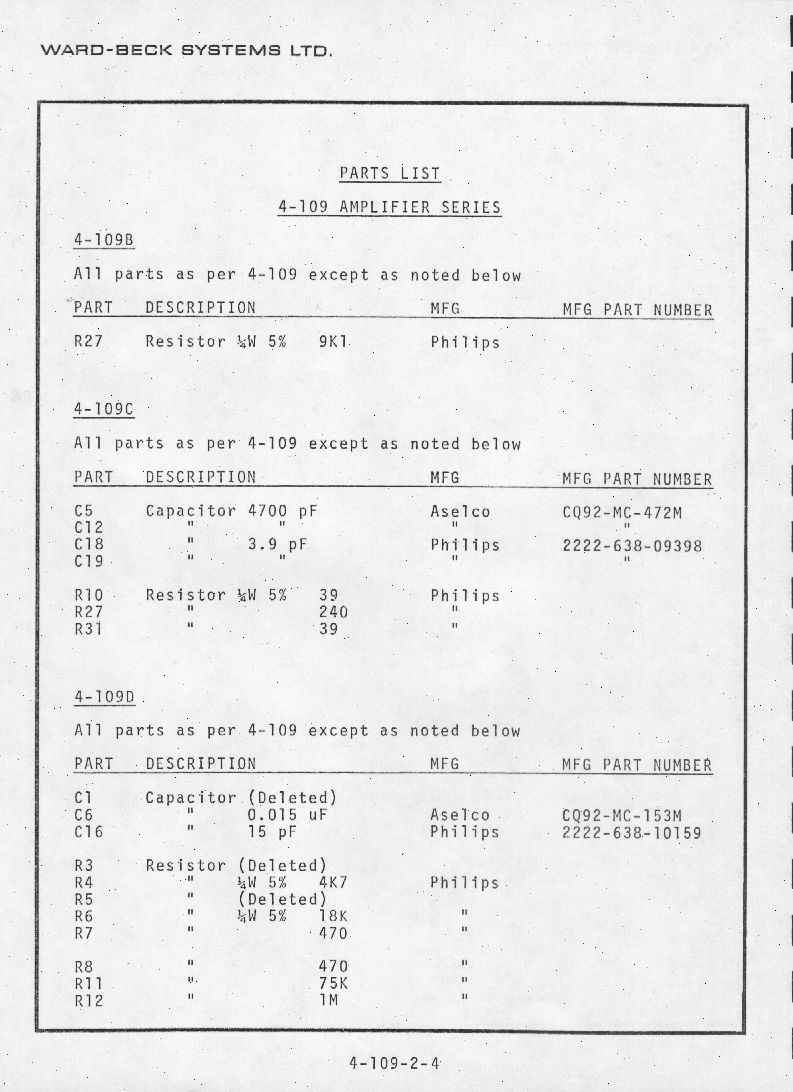 WARD-BECK SYSTEMS LTD.
PARTS LIST
4-109 AMPLIFIER SERIES
4-109B
All parts as per 4-109 except as noted below
PART DESCRIPTION MFG MFG PART NUMBER
R27 Resistor ¼W 5% 9K1 Philips
4-109C
All parts as per 4-109 except as noted below
PART DESCRIPTION MFG MFG PART NUMBER
C5 Capacitor 4700 pF Aselco CQ92-MC-472M
C12 " " " "
C18 " 3.9 pF Philips 2222-638-09398
C19 " " " "
R10 Resistor ¼W 5% 39 Philips
R27 " 240 "
R31 " 39 "
4-109D
All parts as per 4-109 except as noted below
PART DESCRIPTION MFG MFG PART NUMBER
C1 Capacitor (Deleted)
C6 " 0.015 uF Aselco CQ92-MC-153M
C16 " 15 pF Philips 2222-638-10159
R3 Resistor (Deleted)
R4 " ¼W 5% 4K7 Philips
R5 " (Deleted)
R6 " ¼W 5% 18K "
R7 " 470 "
R8 " 470 "
R11 " 75K "
R12 " 1M "
4-109-2-4